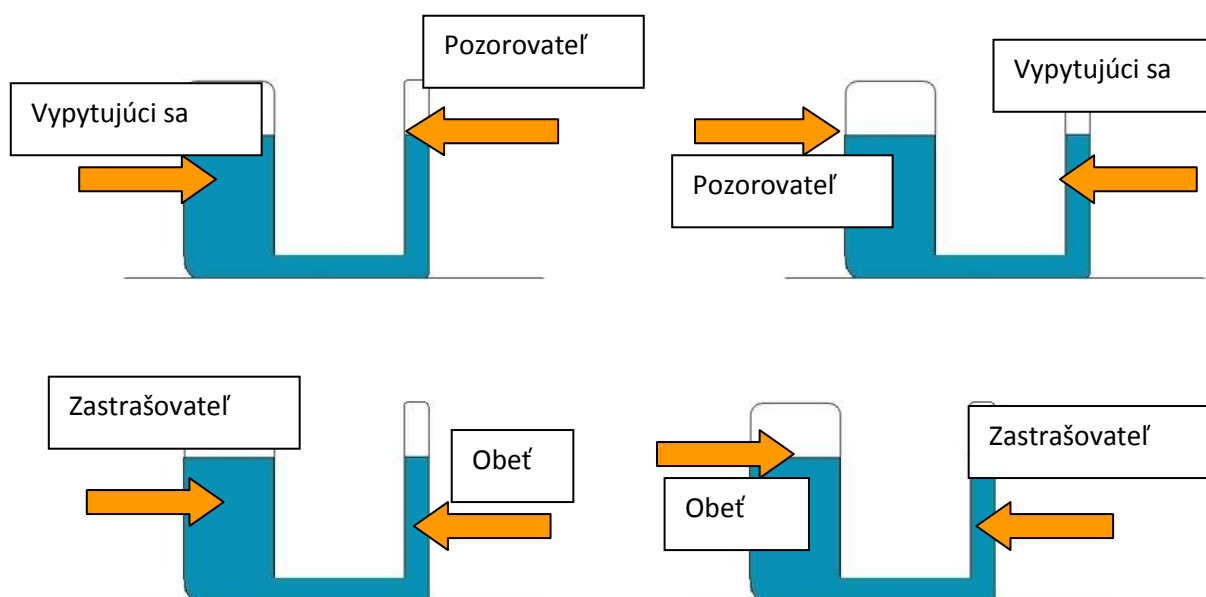 Pozorovateľ
Vypytujúci sa
Vypytujúci sa
Pozorovateľ
Zastrašovateľ
Obeť
Zastrašovateľ
Obeť